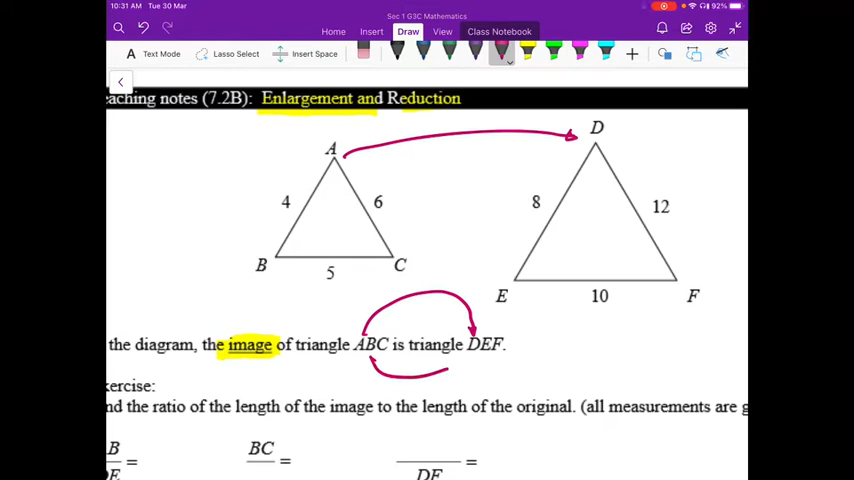 10:31 AM Tue 30 Mar
92%
Sec 1 G3C Mathematics
Home Insert Draw View Class Notebook
A Text Mode Lasso Select Insert Space
eaching notes (7.2B): Enlargement and Reduction
A
D
4
6
8
12
B
C
5
E
10
F
the diagram, the image of triangle ABC is triangle DEF.
xercise:
nd the ratio of the length of the image to the length of the original. (all measurements are g
B
DE =
BC
=
DF =